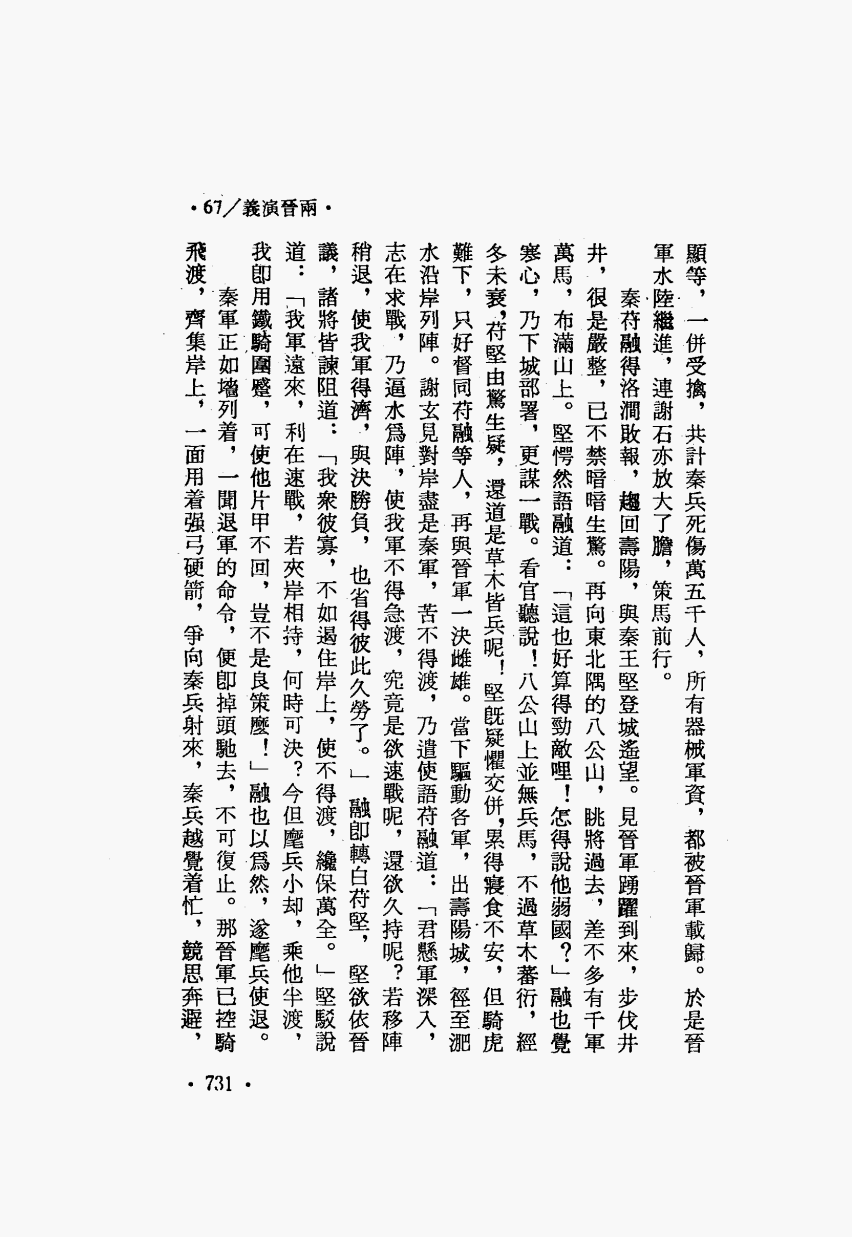 ・67／義演晉兩・
顯等，一併受擒，共計秦兵死傷萬五千人，所有器械軍資，都被晉軍載歸。於是晉
軍水陸繼進，連謝石亦放大了膽，策馬前行。
秦苻融得洛澗敗報，趨回壽陽，與秦王堅登城遙望。見晉軍踴躍到來，步伐井
井，很是嚴整，已不禁暗暗生驚。再向東北隅的八公山，眺將過去，差不多有千軍
萬馬，布滿山上。堅愕然語融道：「這也好算得勁敵哩！怎得說他弱國？」融也覺
寒心，乃下城部署，更謀一戰。看官聽說！八公山上並無兵馬，不過草木蕃衍，經
冬未衰，苻堅由驚生疑，還道是草木皆兵呢！堅既疑懼交併，累得寢食不安，但騎虎
難下，只好督同苻融等人，再與晉軍一決雌雄。當下驅動各軍，出壽陽城，徑至淝
水沿岸列陣。謝玄見對岸盡是秦軍，苦不得渡，乃遣使語苻融道：「君懸軍深入，
志在求戰，乃逼水爲陣，使我軍不得急渡，究竟是欲速戰呢，還欲久持呢？若移陣
稍退，使我軍得濟，與決勝負，也省得彼此久勞了。」融卽轉白苻堅，堅欲依晉
議，諸將皆諫阻道：「我衆彼寡，不如遏住岸上，使不得渡，纔保萬全。」堅駁說
道：「我軍遠來，利在速戰，若夾岸相持，何時可決？今但麾兵小却，乘他半渡，
我卽用鐵騎圍蹙，可使他片甲不回，豈不是良策麼！」融也以爲然，遂麾兵使退。
秦軍正如墻列着，一聞退軍的命令，便卽掉頭馳去，不可復止。那晉軍已控騎
飛渡，齊集岸上，一面用着强弓硬箭，爭向秦兵射來，秦兵越覺着忙，競思奔避，
・731・